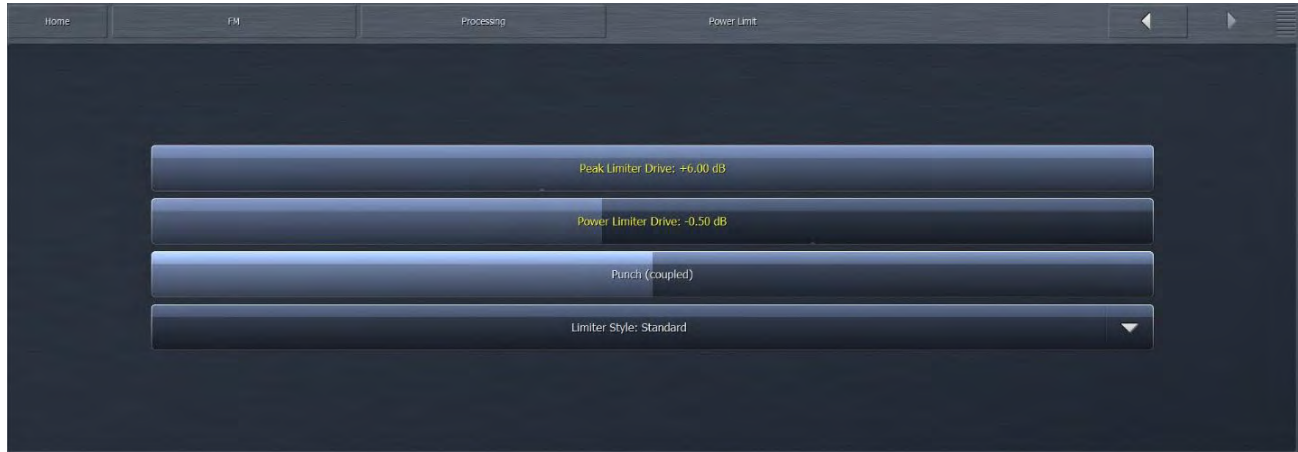 Home
FM
Processing
Power Limit
Peak Limiter Drive: +6.00 dB
Power Limiter Drive: -0.50 dB
Punch (coupled)
Limiter Style: Standard